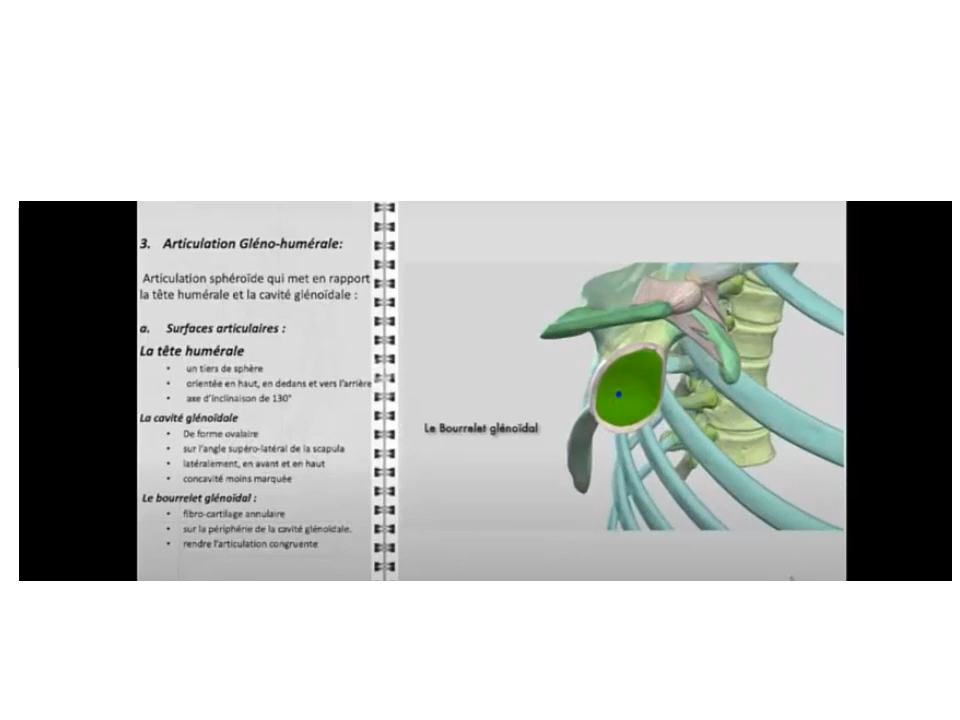 3. Articulation Gléno-humérale:
Articulation sphéroïde qui met en rapport
la tête humérale et la cavité glénoïdale :
a. Surfaces articulaires :
La tête humérale
• un tiers de sphère
• orientée en haut, en dedans et vers l'arrière
• axe d'inclinaison de 130°
La cavité glénoïdale
• De forme ovalaire
• sur l'angle supéro-latéral de la scapula
• latéralement, en avant et en haut
• concavité moins marquée
Le bourrelet glénoïdal :
• fibro-cartilage annulaire
• sur la périphérie de la cavité glénoïdale.
• rendre l'articulation congruente
Le Bourrelet glénoïdal